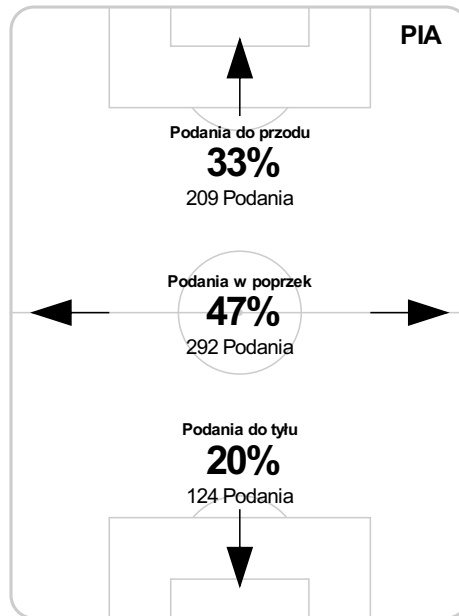 PIA
Podania do przodu
33%
209 Podania
Podania w poprzek
47%
292 Podania
Podania do tyłu
20%
124 Podania